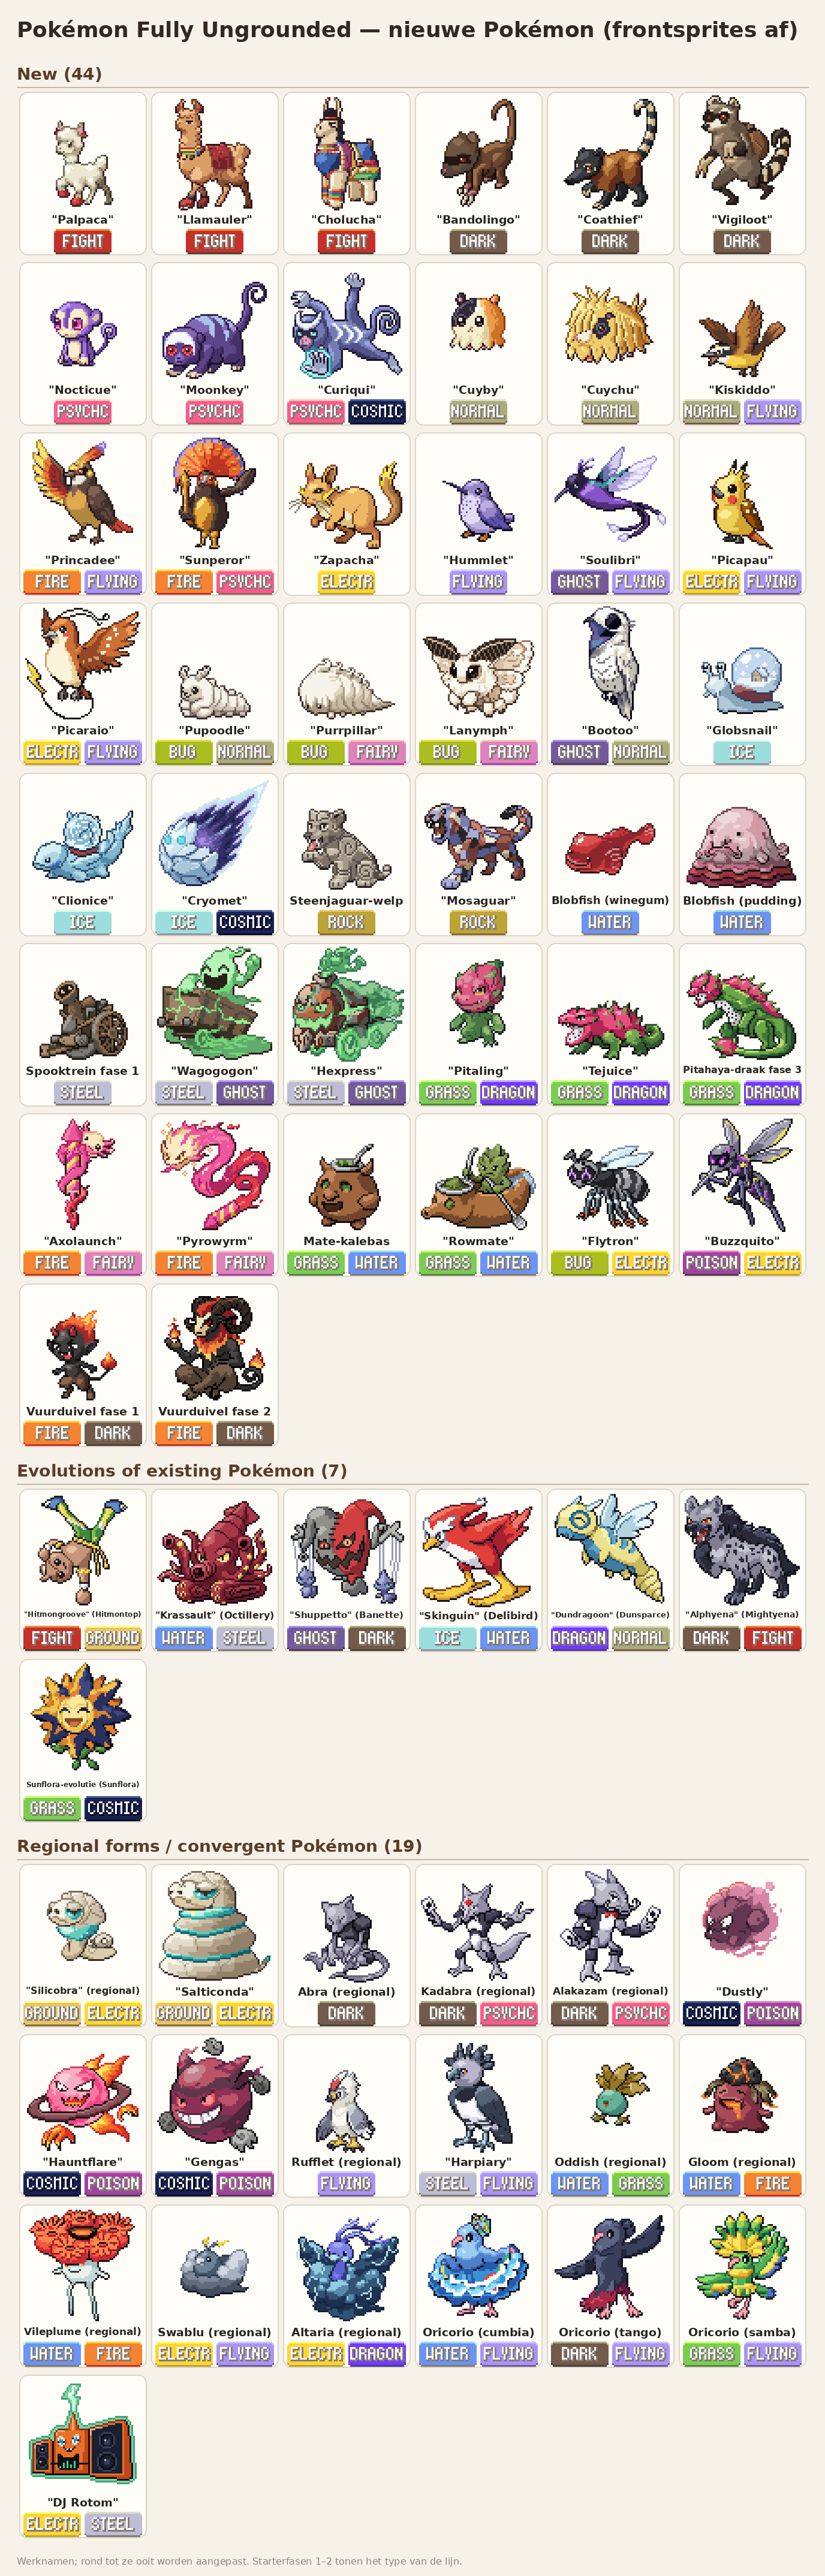 Pokémon Fully Ungrounded — nieuwe Pokémon (frontsprites af)
New (44)
"Palpaca" "Llamauler" "Cholucha" "Bandolingo" "Coathief" "Vigiloot"
FIGHT FIGHT FIGHT DARK DARK DARK
"Nocticue" "Moonkey" "Curiqui" "Cuyby" "Cuychu" "Kiskiddo"
PSYCHC PSYCHC PSYCHC COSMIC NORMAL NORMAL NORMAL FLYING
"Princadee" "Sunperor" "Zapacha" "Hummlet" "Soulibri" "Picapau"
FIRE FLYING FIRE PSYCHC ELECTR FLYING GHOST FLYING ELECTR FLYING
"Picaraio" "Pupoodle" "Purrpillar" "Lanymph" "Bootoo" "Globsnail"
ELECTR FLYING BUG NORMAL BUG FAIRY BUG FAIRY GHOST NORMAL ICE
"Clionice" "Cryomet" Steenjaguar-welp "Mosaguar" Blobfish (winegum) Blobfish (pudding)
ICE ICE COSMIC ROCK ROCK WATER WATER
Spooktrein fase 1 "Wagogogon" "Hexpress" "Pitaling" "Tejuice" Pitahaya-draak fase 3
STEEL STEEL GHOST STEEL GHOST GRASS DRAGON GRASS DRAGON GRASS DRAGON
"Axolaunch" "Pyrowyrm" Mate-kalebas "Rowmate" "Flytron" "Buzzquito"
FIRE FAIRY FIRE FAIRY GRASS WATER GRASS WATER BUG ELECTR POISON ELECTR
Vuurduivel fase 1 Vuurduivel fase 2
FIRE DARK FIRE DARK
Evolutions of existing Pokémon (7)
"Hitmongroove" (Hitmontop) "Krassault" (Octillery) "Shuppetto" (Banette) "Skinguin" (Delibird) "Dundragoon" (Dunsparce) "Alphyena" (Mightyena)
FIGHT GROUND WATER STEEL GHOST DARK ICE WATER DRAGON NORMAL DARK FIGHT
Sunflora-evolutie (Sunflora)
GRASS COSMIC
Regional forms / convergent Pokémon (19)
"Silicobra" (regional) "Salticonda" Abra (regional) Kadabra (regional) Alakazam (regional) "Dustly"
GROUND ELECTR GROUND ELECTR DARK DARK PSYCHC DARK PSYCHC COSMIC POISON
"Hauntflare" "Gengas" Rufflet (regional) "Harpiary" Oddish (regional) Gloom (regional)
COSMIC POISON COSMIC POISON FLYING STEEL FLYING WATER GRASS WATER FIRE
Vileplume (regional) Swablu (regional) Altaria (regional) Oricorio (cumbia) Oricorio (tango) Oricorio (samba)
WATER FIRE ELECTR FLYING ELECTR DRAGON WATER FLYING DARK FLYING GRASS FLYING
"DJ Rotom"
ELECTR STEEL
Werknamen; rond tot ze ooit worden aangepast. Starterfasen 1–2 tonen het type van de lijn.